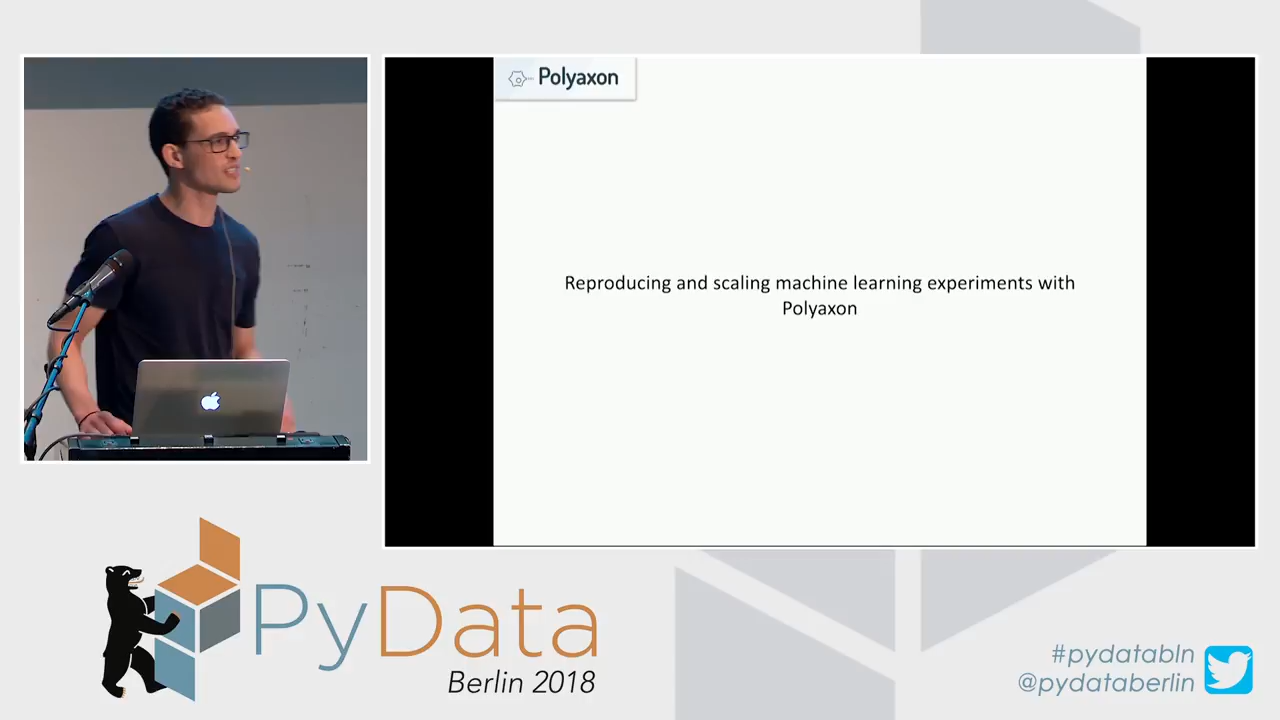 Polyaxon
Reproducing and scaling machine learning experiments with
Polyaxon
PyData
Berlin 2018
#pydatabln
@pydataberlin